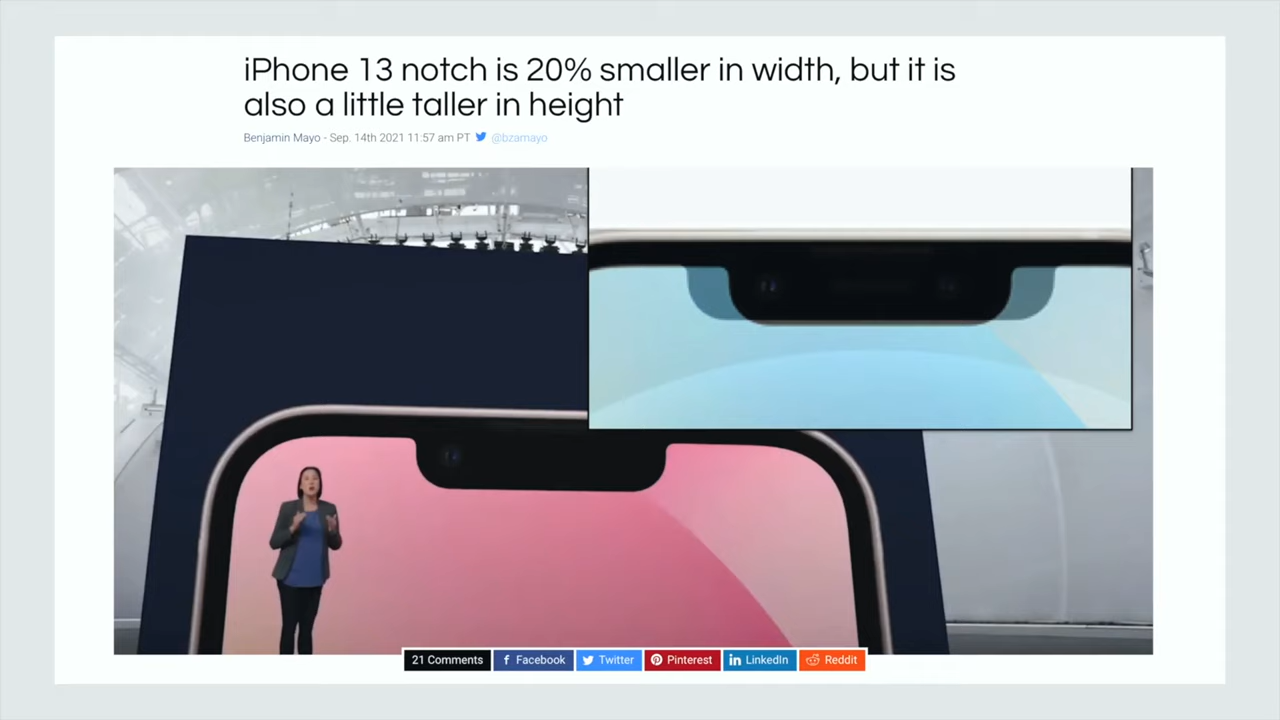 iPhone 13 notch is 20% smaller in width, but it is
also a little taller in height
Benjamin Mayo - Sep. 14th 2021 11:57 am PT @bzamayo
21 Comments Facebook Twitter Pinterest LinkedIn Reddit